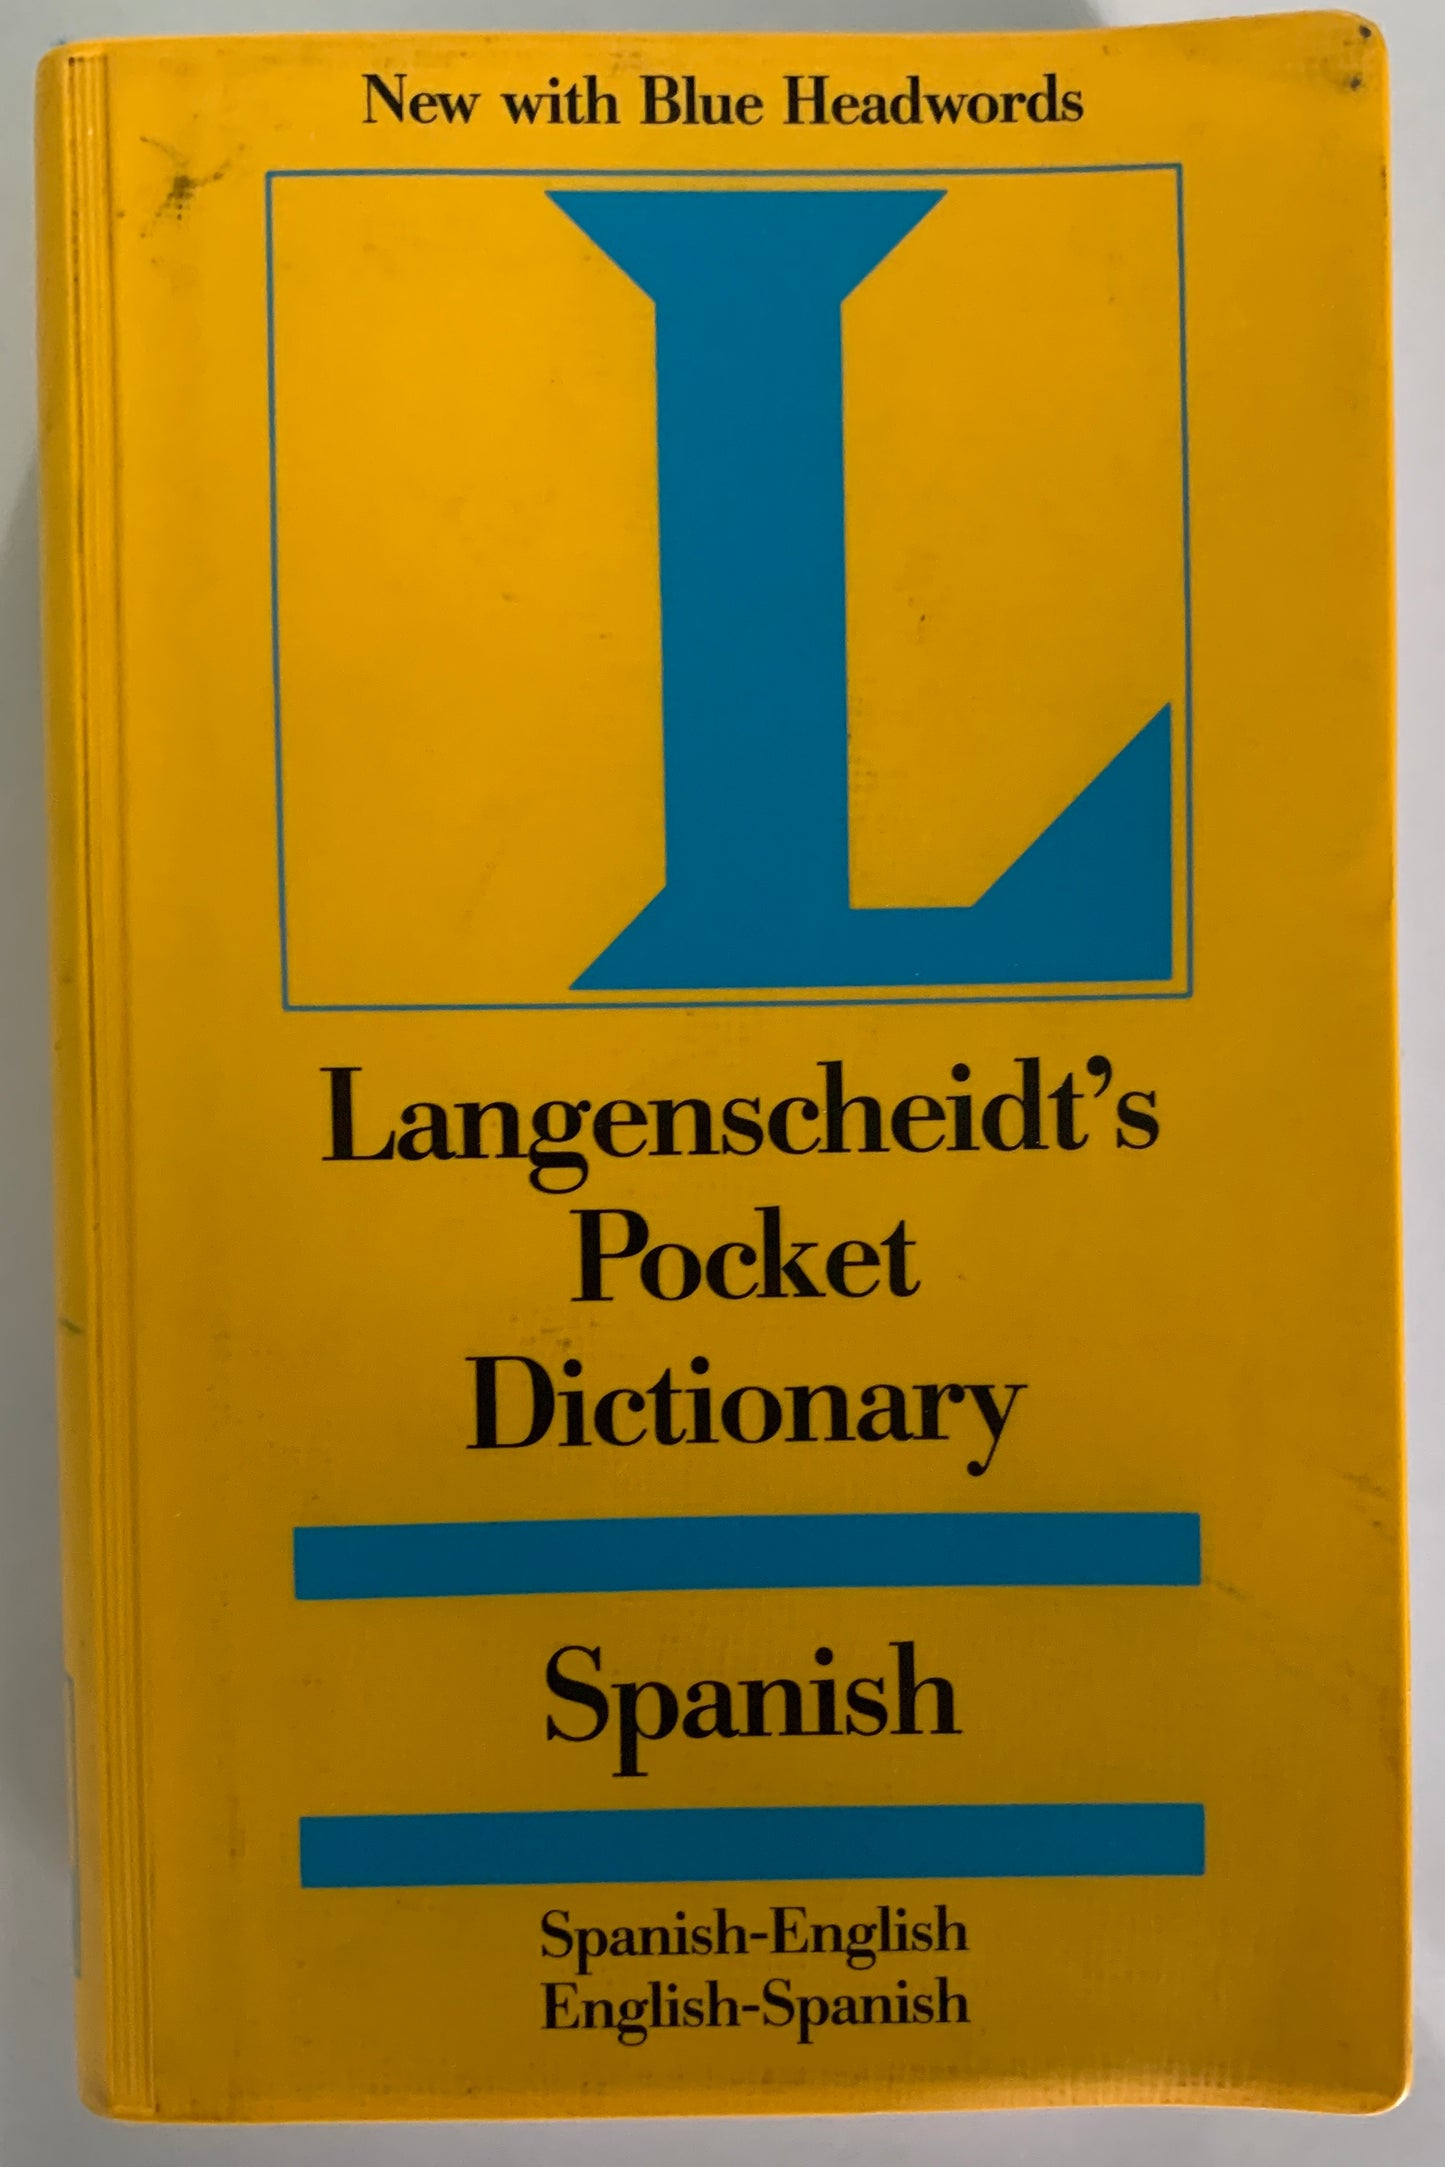 New with Blue Headwords
L
Langenscheidt’s
Pocket
Dictionary
Spanish
Spanish-English
English-Spanish